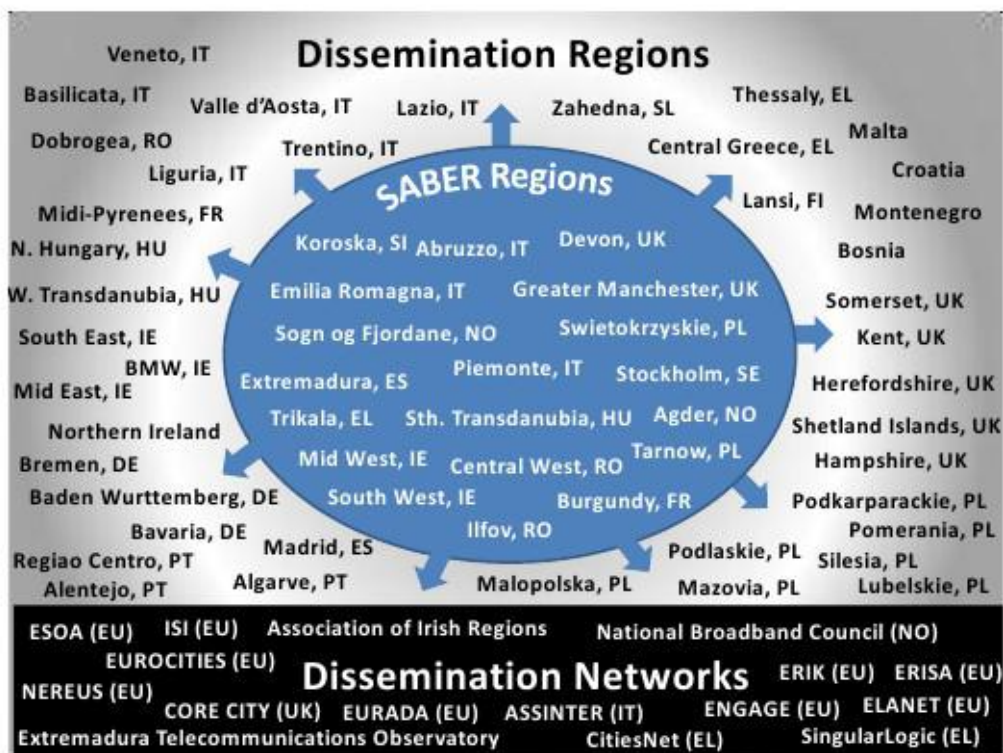 Dissemination Regions
Veneto, IT
Basilicata, IT
Valle d'Aosta, IT
Lazio, IT
Zahedna, SL
Thessaly, EL
Dobrogea, RO
Trentino, IT
Central Greece, EL
Malta
Liguria, IT
Croatia
Midi-Pyrenees, FR
Lansi, FI
Montenegro
N. Hungary, HU
Bosnia
W. Transdanubia, HU
Somerset, UK
South East, IE
Kent, UK
BMW, IE
Mid East, IE
Herefordshire, UK
Northern Ireland
Shetland Islands, UK
Bremen, DE
Hampshire, UK
Baden Wurttemberg, DE
Podkarparackie, PL
Bavaria, DE
Pomerania, PL
Madrid, ES
Podlaskie, PL
Silesia, PL
Regiao Centro, PT
Alentejo, PT
Algarve, PT
Malopolska, PL
Mazovia, PL
Lubelskie, PL
SABER Regions
Koroska, SI
Abruzzo, IT
Devon, UK
Emilia Romagna, IT
Greater Manchester, UK
Sogn og Fjordane, NO
Swietokrzyskie, PL
Piemonte, IT
Extremadura, ES
Stockholm, SE
Trikala, EL
Sth. Transdanubia, HU
Agder, NO
Mid West, IE
Central West, RO
Tarnow, PL
South West, IE
Burgundy, FR
Ilfov, RO
ESOA (EU)
ISI (EU)
Association of Irish Regions
National Broadband Council (NO)
EUROCITIES (EU)
Dissemination Networks
ERIK (EU)
ERISA (EU)
NEREUS (EU)
CORE CITY (UK)
EURADA (EU)
ASSINTER (IT)
ENGAGE (EU)
ELANET (EU)
Extremadura Telecommunications Observatory
CitiesNet (EL)
SingularLogic (EL)